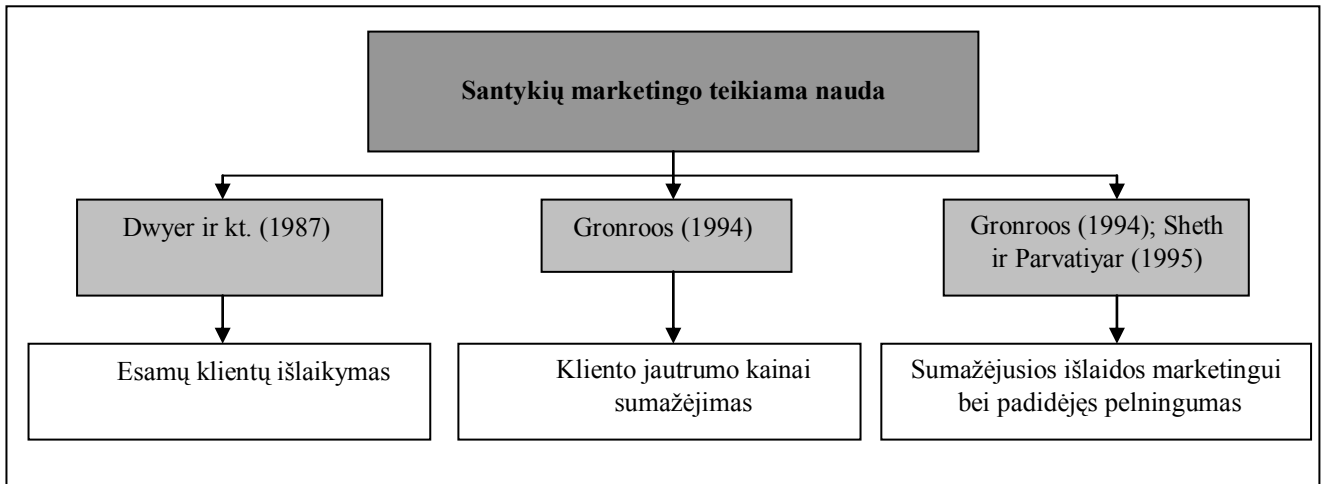 Santykių marketingo teikiama nauda
Dwyer ir kt. (1987)
Gronroos (1994)
Gronroos (1994); Sheth
ir Parvatiyar (1995)
Esamų klientų išlaikymas
Kliento jautrumo kainai
sumažėjimas
Sumažėjusios išlaidos marketingui
bei padidėjęs pelningumas